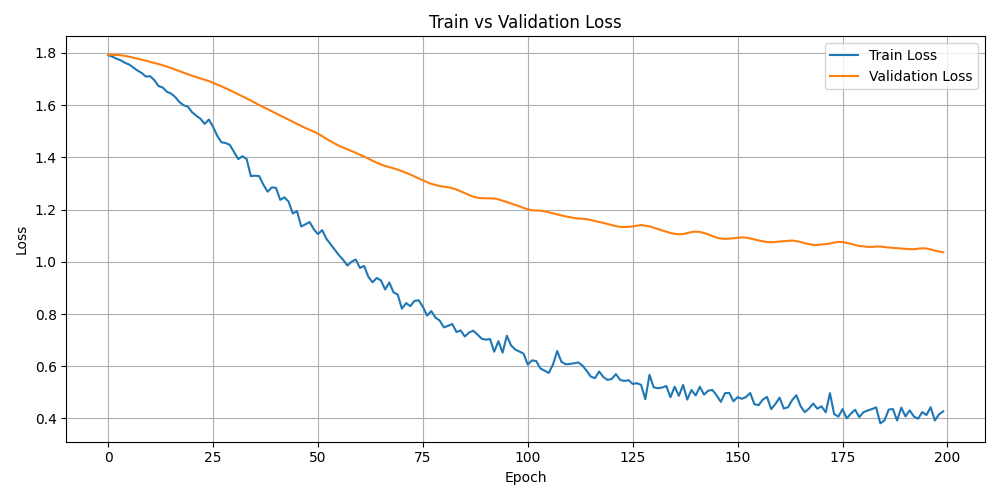 Train vs Validation Loss
Train Loss
Validation Loss
1.8
1.6
1.4
1.2
1.0
0.8
0.6
0.4
Loss
0 25 50 75 100 125 150 175 200
Epoch